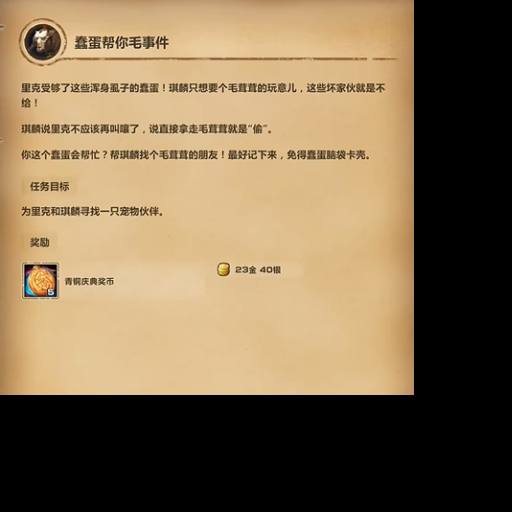 蠢蛋帮你毛事件
里克受够了这些浑身虱子的蠢蛋！琪麟只想要个毛茸茸的玩意儿，这些坏家伙就是不
给！
琪麟说里克不应该再叫嚷了，说直接拿走毛茸茸就是“偷”。
你这个蠢蛋会帮忙？帮琪麟找个毛茸茸的朋友！最好记下来，免得蠢蛋脑袋卡壳。
任务目标
为里克和琪麟寻找一只宠物伙伴。
奖励
23金 40银
青铜庆典奖币
5